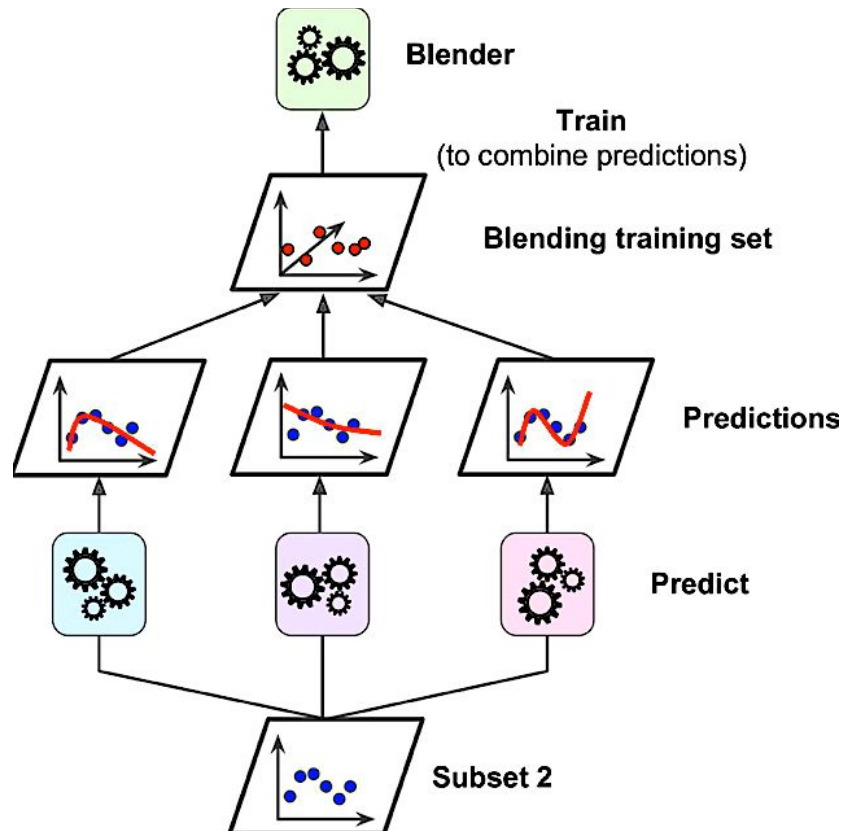 Blender
Train
(to combine predictions)
Blending training set
Predictions
Predict
Subset 2